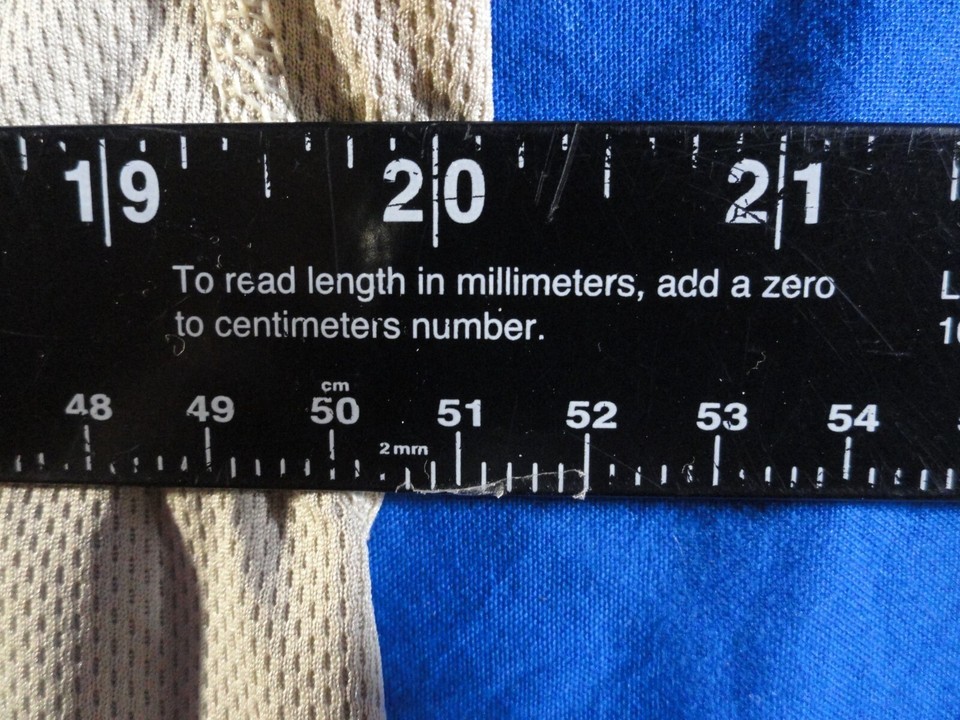 19 20 21
To read length in millimeters, add a zero
to centimeters number.
cm
48 49 50 51 52 53 54
2 mm